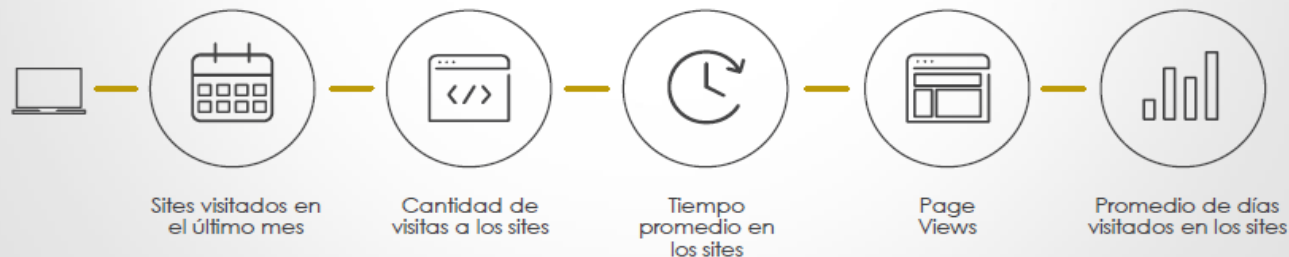 Sites visitados en
el último mes
Cantidad de
visitas a los sites
Tiempo
promedio en
los sites
Page
Views
Promedio de días
visitados en los sites